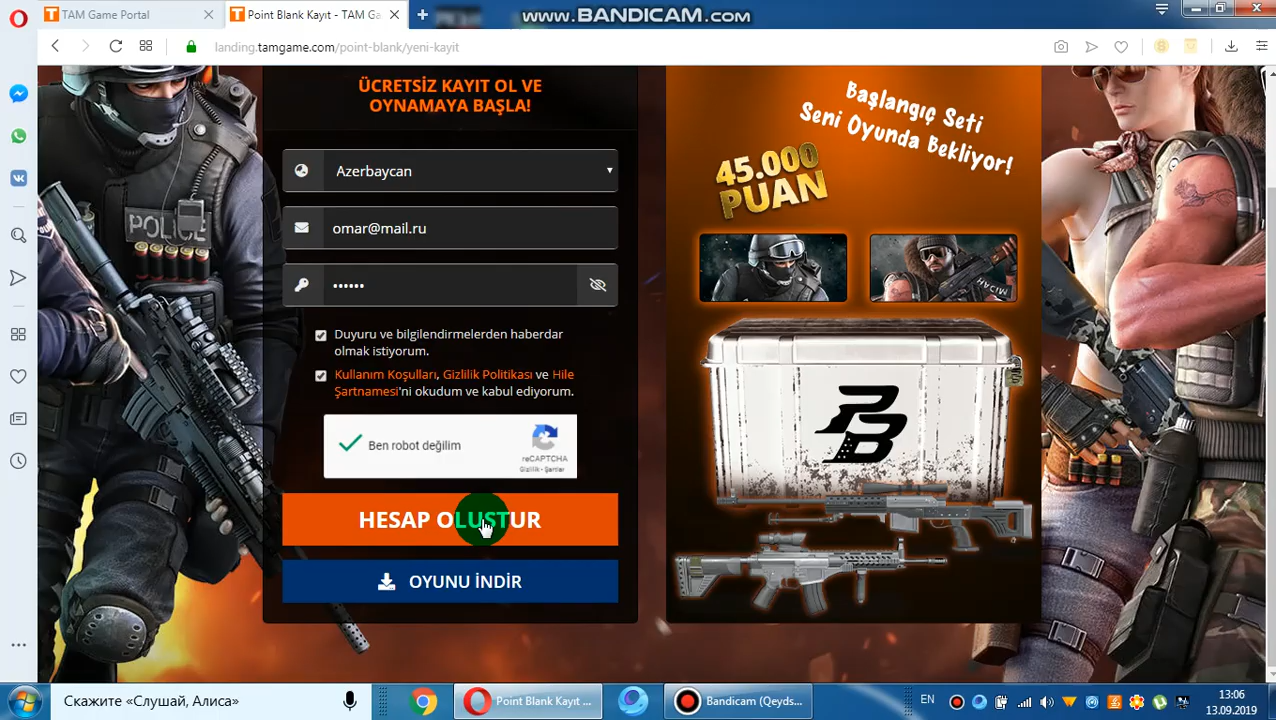 TAM Game Portal
Point Blank Kayıt - TAM Ga
www.BANDICAM.com
landing.tamgame.com/point-blank/yeni-kayit
ÜCRETSİZ KAYIT OL VE
OYNAMAYA BAŞLA!
Azerbaycan
omar@mail.ru
••••••
Duyuru ve bilgilendirmelerden haberdar
olmak istiyorum.
Kullanım Koşulları, Gizlilik Politikası ve Hile
Şartnamesi'ni okudum ve kabul ediyorum.
Ben robot değilim
reCAPTCHA
Gizlilik - Şartlar
HESAP OLUŞTUR
OYUNU İNDİR
Başlangıç Seti
Seni Oyunda Bekliyor!
45.000
PUAN
PB
POLICE
Скажите «Слушай, Алиса»
Point Blank Kayıt ...
Bandicam (Qeyds...
EN
13:06
13.09.2019